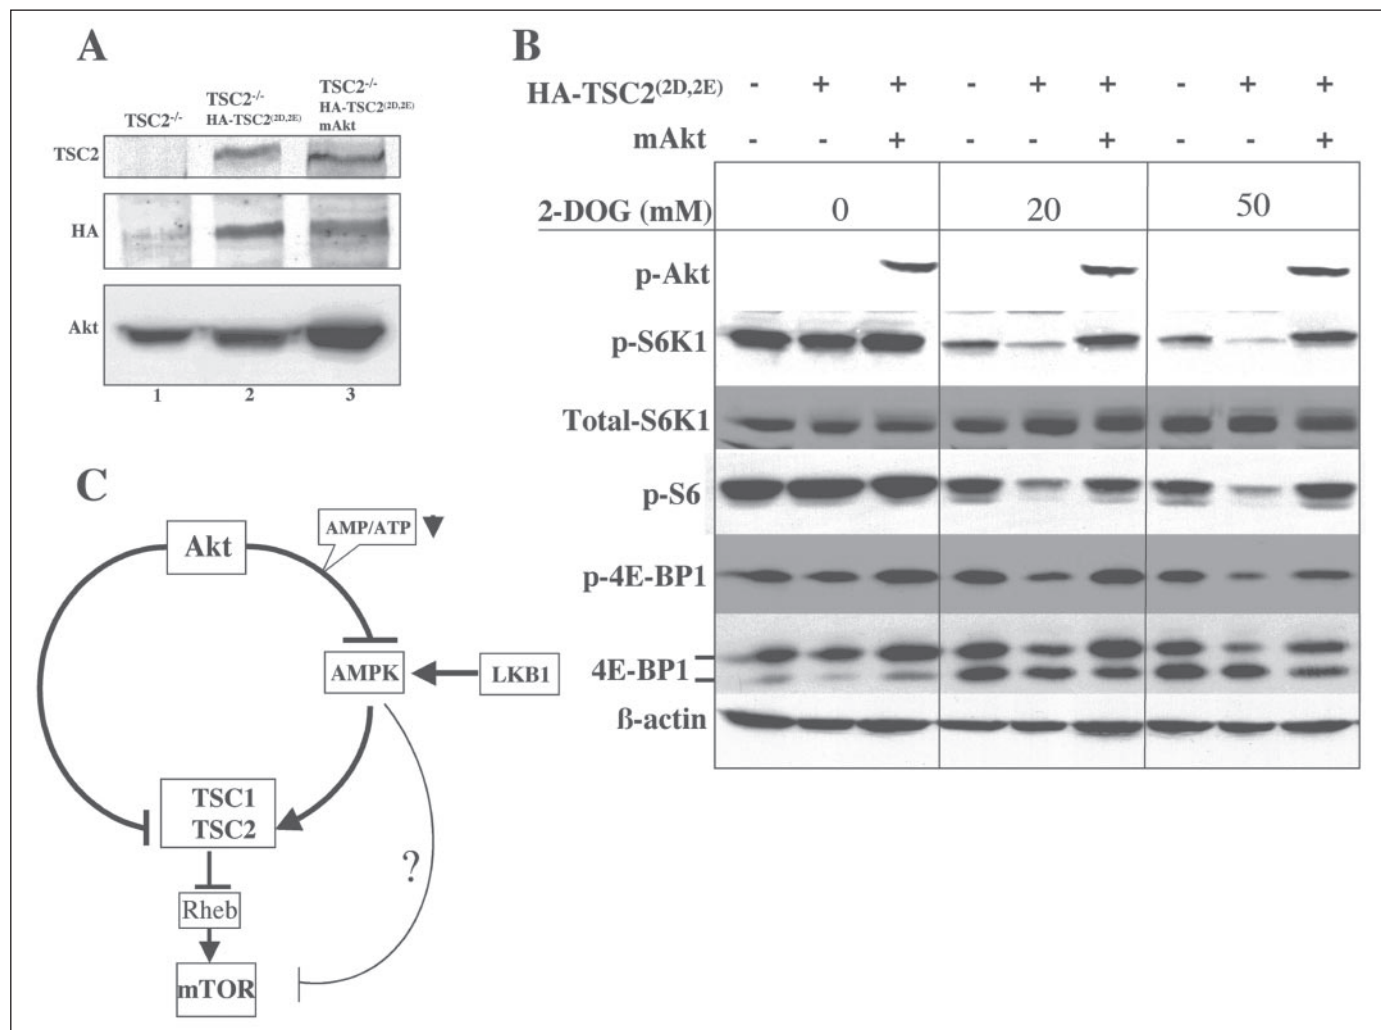 A
TSC2-/-
TSC2-/-
HA-TSC2(2D,2E)
TSC2-/-
HA-TSC2(2D,2E)
mAkt
TSC2
HA
Akt
1 2 3
B
HA-TSC2(2D,2E) - + + - + + - + +
mAkt - - + - - + - - +
2-DOG (mM) 0 20 50
p-Akt
p-S6K1
Total-S6K1
p-S6
p-4E-BP1
4E-BP1
ß-actin
C
Akt
AMP/ATP
AMPK
LKB1
TSC1
TSC2
?
Rheb
mTOR